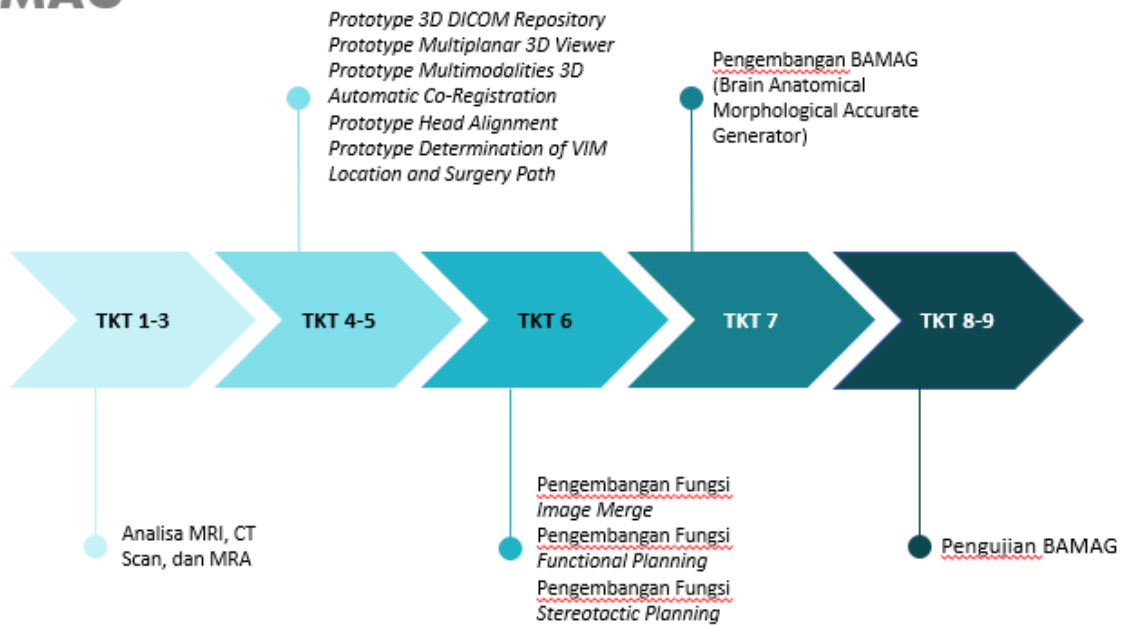 Prototype 3D DICOM Repository
Prototype Multiplanar 3D Viewer
Prototype Multimodalities 3D
Automatic Co-Registration
Prototype Head Alignment
Prototype Determination of VIM
Location and Surgery Path
Pengembangan BAMAG
(Brain Anatomical
Morphological Accurate
Generator)
TKT 1-3
TKT 4-5
TKT 6
TKT 7
TKT 8-9
Analisa MRI, CT
Scan, dan MRA
Pengembangan Fungsi
Image Merge
Pengembangan Fungsi
Functional Planning
Pengembangan Fungsi
Stereotactic Planning
Pengujian BAMAG